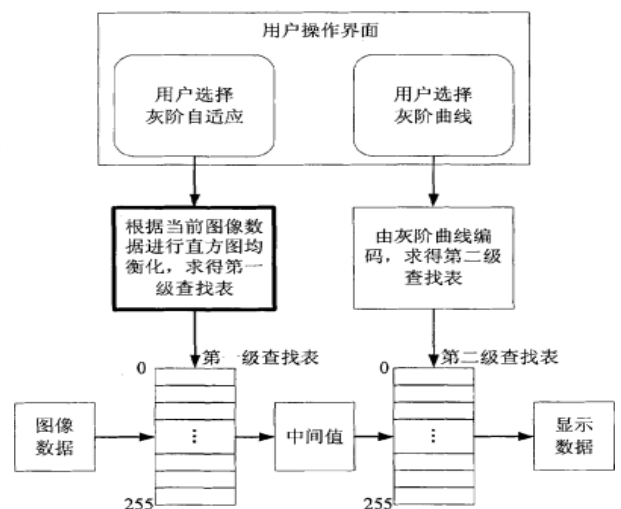 用户操作界面
用户选择
灰阶自适应
用户选择
灰阶曲线
根据当前图像数
据进行直方图均
衡化，求得第一
级查找表
由灰阶曲线编
码，求得第二级
查找表
0
第一级查找表
0
第二级查找表
图像
数据
⋮
中间值
⋮
显示
数据
255
255